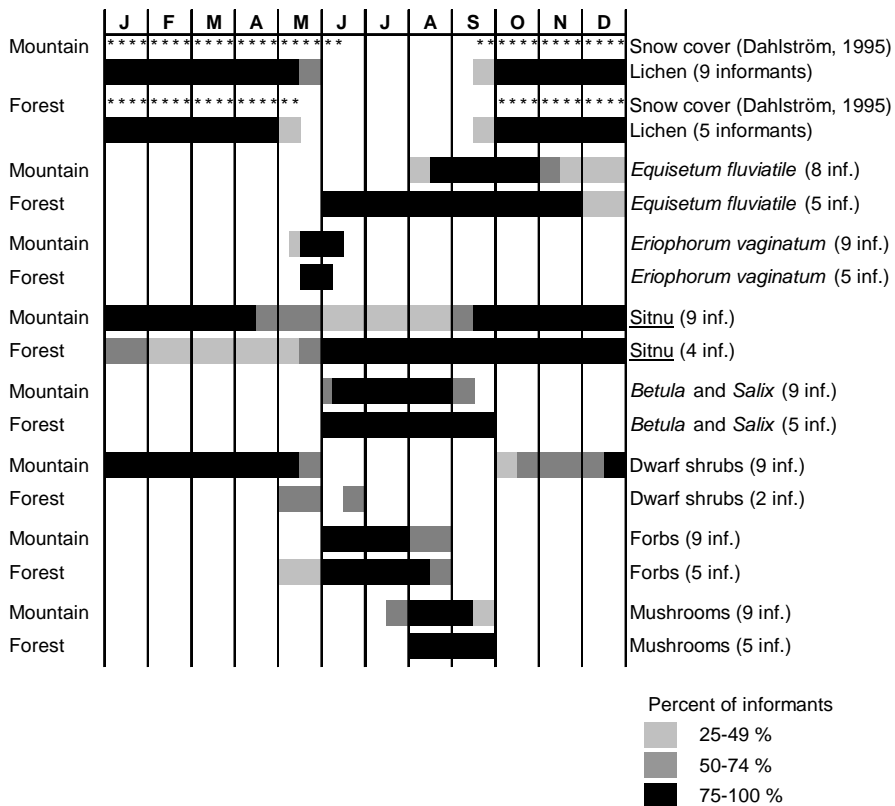 J F M A M J J A S O N D
Mountain **** **** **** **** **** ** ** **** **** **** Snow cover (Dahlström, 1995)
Lichen (9 informants)
Forest **** **** **** **** ** **** **** **** Snow cover (Dahlström, 1995)
Lichen (5 informants)
Mountain Equisetum fluviatile (8 inf.)
Forest Equisetum fluviatile (5 inf.)
Mountain Eriophorum vaginatum (9 inf.)
Forest Eriophorum vaginatum (5 inf.)
Mountain Sitnu (9 inf.)
Forest Sitnu (4 inf.)
Mountain Betula and Salix (9 inf.)
Forest Betula and Salix (5 inf.)
Mountain Dwarf shrubs (9 inf.)
Forest Dwarf shrubs (2 inf.)
Mountain Forbs (9 inf.)
Forest Forbs (5 inf.)
Mountain Mushrooms (9 inf.)
Forest Mushrooms (5 inf.)
Percent of informants
25-49 %
50-74 %
75-100 %